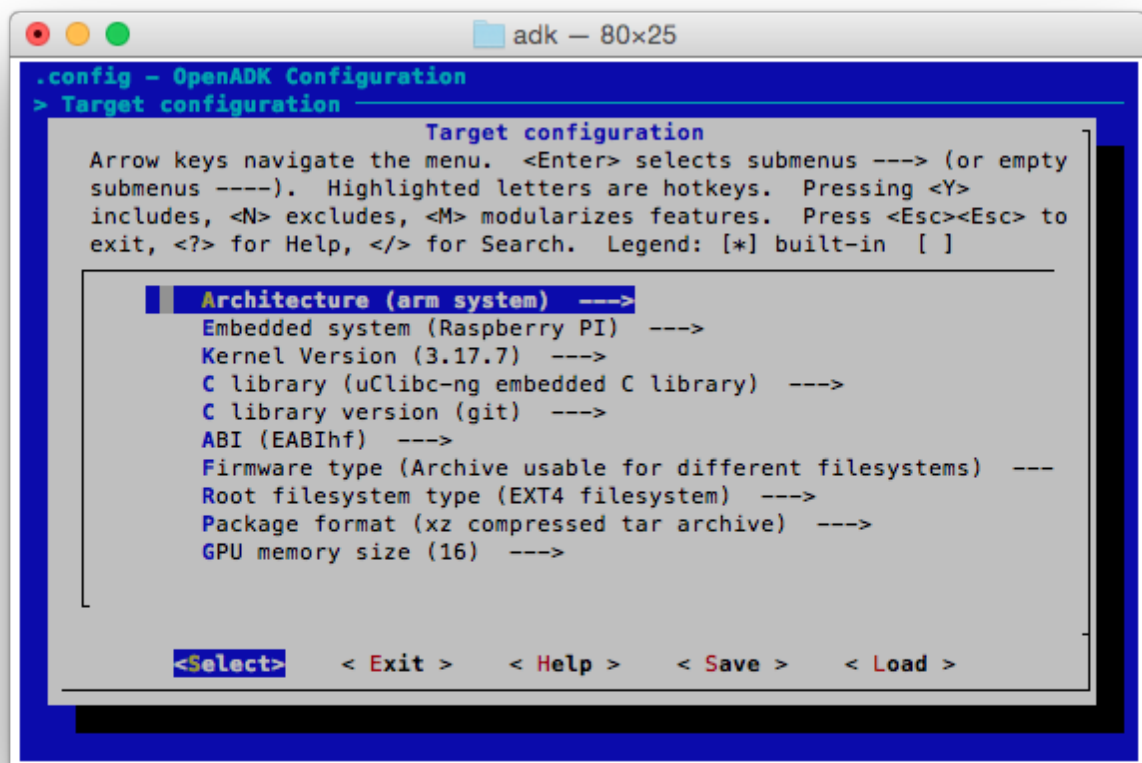 adk — 80×25
.config – OpenADK Configuration
> Target configuration
Target configuration
Arrow keys navigate the menu.  <Enter> selects submenus ---> (or empty
submenus ----).  Highlighted letters are hotkeys.  Pressing <Y>
includes, <N> excludes, <M> modularizes features.  Press <Esc><Esc> to
exit, <?> for Help, </> for Search.  Legend: [*] built-in  [ ]
Architecture (arm system)  --->
Embedded system (Raspberry PI)  --->
Kernel Version (3.17.7)  --->
C library (uClibc-ng embedded C library)  --->
C library version (git)  --->
ABI (EABIhf)  --->
Firmware type (Archive usable for different filesystems)  ---
Root filesystem type (EXT4 filesystem)  --->
Package format (xz compressed tar archive)  --->
GPU memory size (16)  --->
<Select>    < Exit >    < Help >    < Save >    < Load >